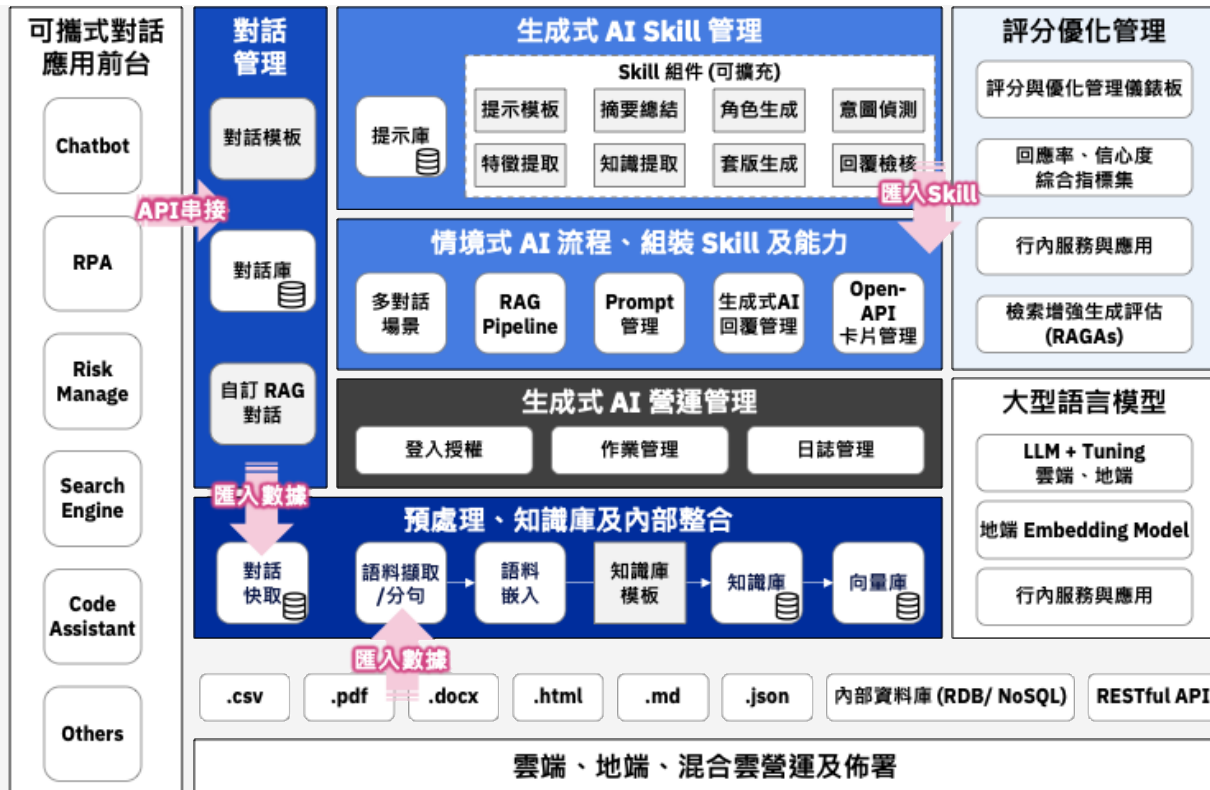 可攜式對話
應用前台
Chatbot
RPA
Risk
Manage
Search
Engine
Code
Assistant
Others
API串接
對話
管理
對話模板
對話庫
自訂 RAG
對話
匯入數據
生成式 AI Skill 管理
提示庫
Skill 組件 (可擴充)
提示模板
摘要總結
角色生成
意圖偵測
特徵提取
知識提取
套版生成
回覆檢核
匯入Skill
情境式 AI 流程、組裝 Skill 及能力
多對話
場景
RAG
Pipeline
Prompt
管理
生成式AI
回覆管理
Open-
API
卡片管理
生成式 AI 營運管理
登入授權
作業管理
日誌管理
預處理、知識庫及內部整合
對話
快取
語料擷取
/分句
語料
嵌入
知識庫
模板
知識庫
向量庫
匯入數據
評分優化管理
評分與優化管理儀錶板
回應率、信心度
綜合指標集
行內服務與應用
檢索增強生成評估
(RAGAs)
大型語言模型
LLM + Tuning
雲端、地端
地端 Embedding Model
行內服務與應用
.csv
.pdf
.docx
.html
.md
.json
內部資料庫 (RDB/ NoSQL)
RESTful API
雲端、地端、混合雲營運及佈署